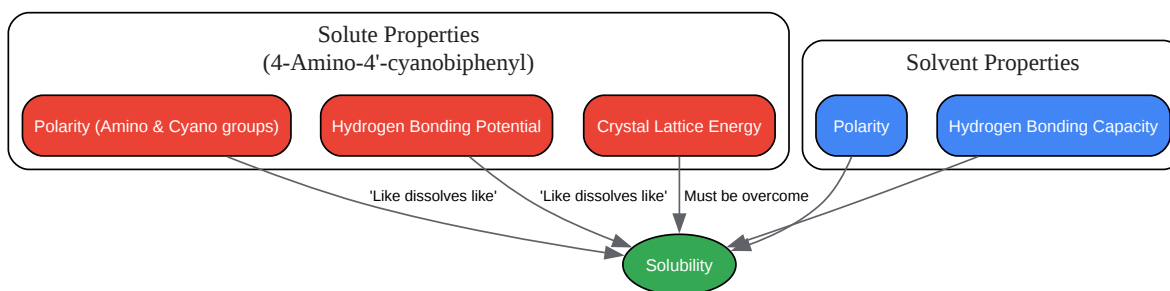 Solute Properties
(4-Amino-4'-cyanobiphenyl)
Solvent Properties
Polarity (Amino & Cyano groups)
Hydrogen Bonding Potential
Crystal Lattice Energy
Polarity
Hydrogen Bonding Capacity
'Like dissolves like'
'Like dissolves like'
Must be overcome
Solubility